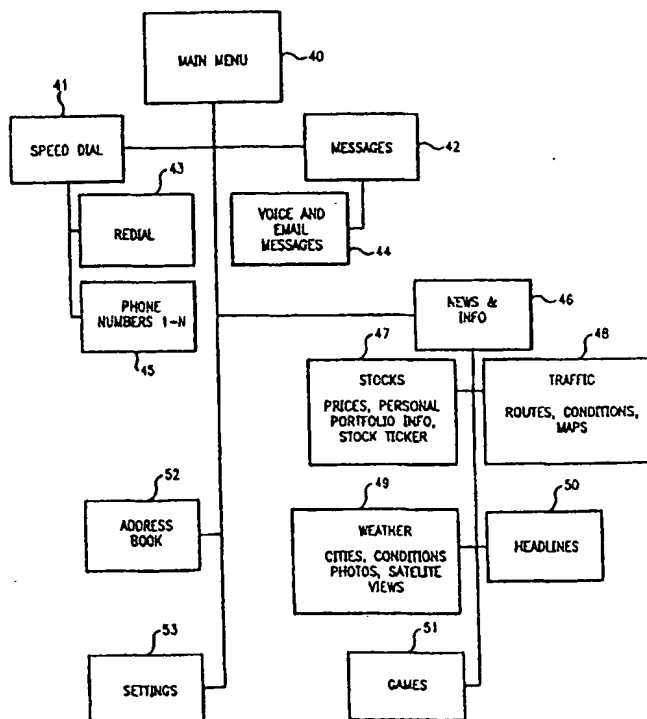 MAIN MENU
40
41
SPEED DIAL
MESSAGES
42
43
REDIAL
VOICE AND
EMAIL
MESSAGES
44
PHONE
NUMBERS 1-N
45
NEWS &
INFO
46
47
STOCKS
PRICES, PERSONAL
PORTFOLIO INFO,
STOCK TICKER
48
TRAFFIC
ROUTES, CONDITIONS,
MAPS
49
WEATHER
CITIES, CONDITIONS
PHOTOS, SATELITE
VIEWS
50
HEADLINES
52
ADDRESS
BOOK
51
GAMES
53
SETTINGS